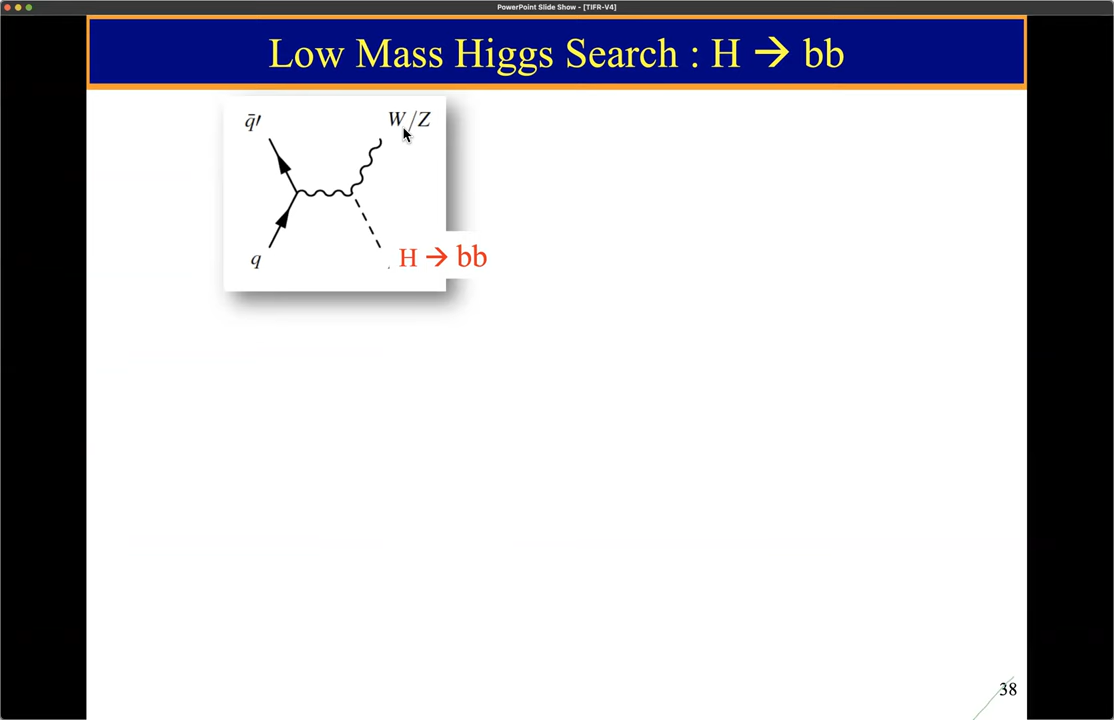 PowerPoint Slide Show - [TIFR-V4]
Low Mass Higgs Search : H → bb
q̄′ W/Z
q H → bb
38